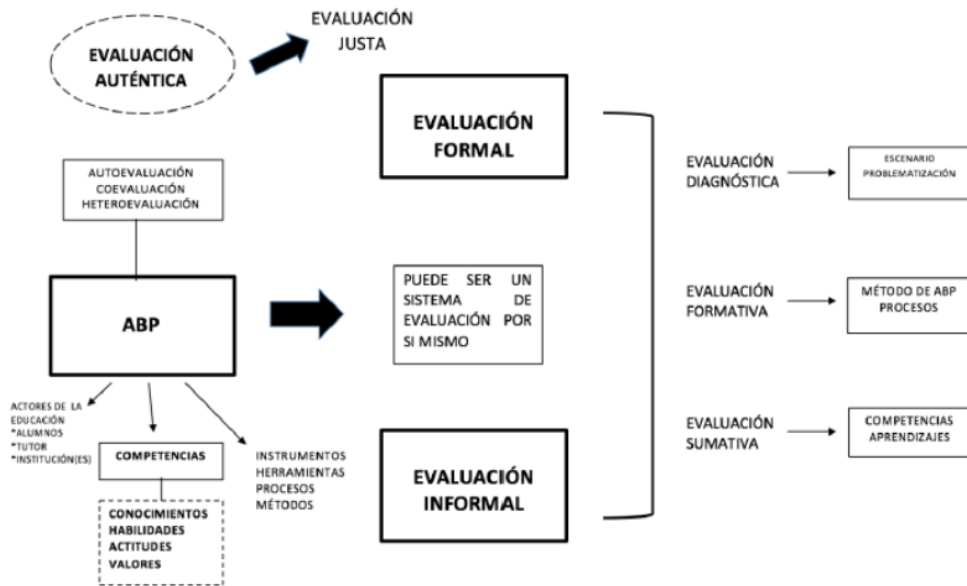 EVALUACIÓN
JUSTA
EVALUACIÓN
AUTÉNTICA
EVALUACIÓN
FORMAL
AUTOEVALUACIÓN
COEVALUACIÓN
HETEROEVALUACIÓN
EVALUACIÓN
DIAGNÓSTICA
ESCENARIO
PROBLEMATIZACIÓN
ABP
PUEDE SER UN
SISTEMA DE
EVALUACIÓN POR
SI MISMO
EVALUACIÓN
FORMATIVA
MÉTODO DE ABP
PROCESOS
ACTORES DE LA
EDUCACIÓN
*ALUMNOS
*TUTOR
*INSTITUCIÓN(ES)
COMPETENCIAS
INSTRUMENTOS
HERRAMIENTAS
PROCESOS
MÉTODOS
EVALUACIÓN
INFORMAL
EVALUACIÓN
SUMATIVA
COMPETENCIAS
APRENDIZAJES
CONOCIMIENTOS
HABILIDADES
ACTITUDES
VALORES